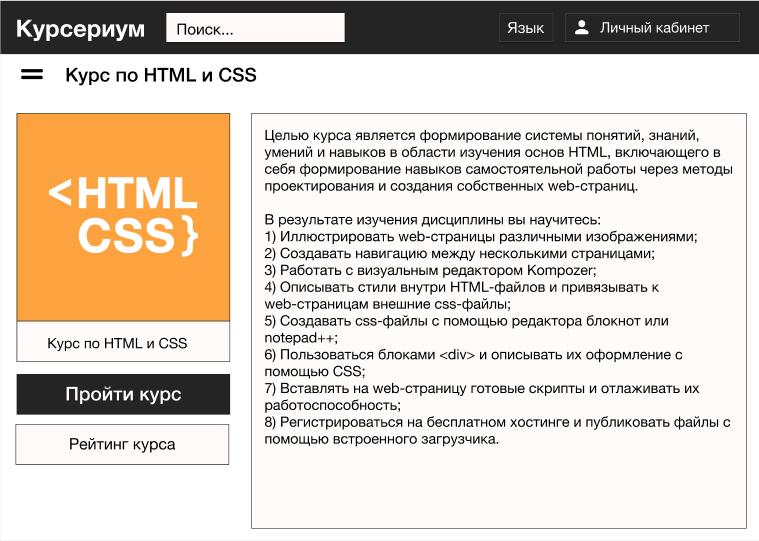 Курсериум
Поиск...
Язык
Личный кабинет
Курс по HTML и CSS
<HTML
CSS}
Курс по HTML и CSS
Пройти курс
Рейтинг курса
Целью курса является формирование системы понятий, знаний,
умений и навыков в области изучения основ HTML, включающего в
себя формирование навыков самостоятельной работы через методы
проектирования и создания собственных web-страниц.
В результате изучения дисциплины вы научитесь:
1) Иллюстрировать web-страницы различными изображениями;
2) Создавать навигацию между несколькими страницами;
3) Работать с визуальным редактором Kompozer;
4) Описывать стили внутри HTML-файлов и привязывать к
web-страницам внешние css-файлы;
5) Создавать css-файлы с помощью редактора блокнот или
notepad++;
6) Пользоваться блоками <div> и описывать их оформление с
помощью CSS;
7) Вставлять на web-страницу готовые скрипты и отлаживать их
работоспособность;
8) Регистрироваться на бесплатном хостинге и публиковать файлы с
помощью встроенного загрузчика.